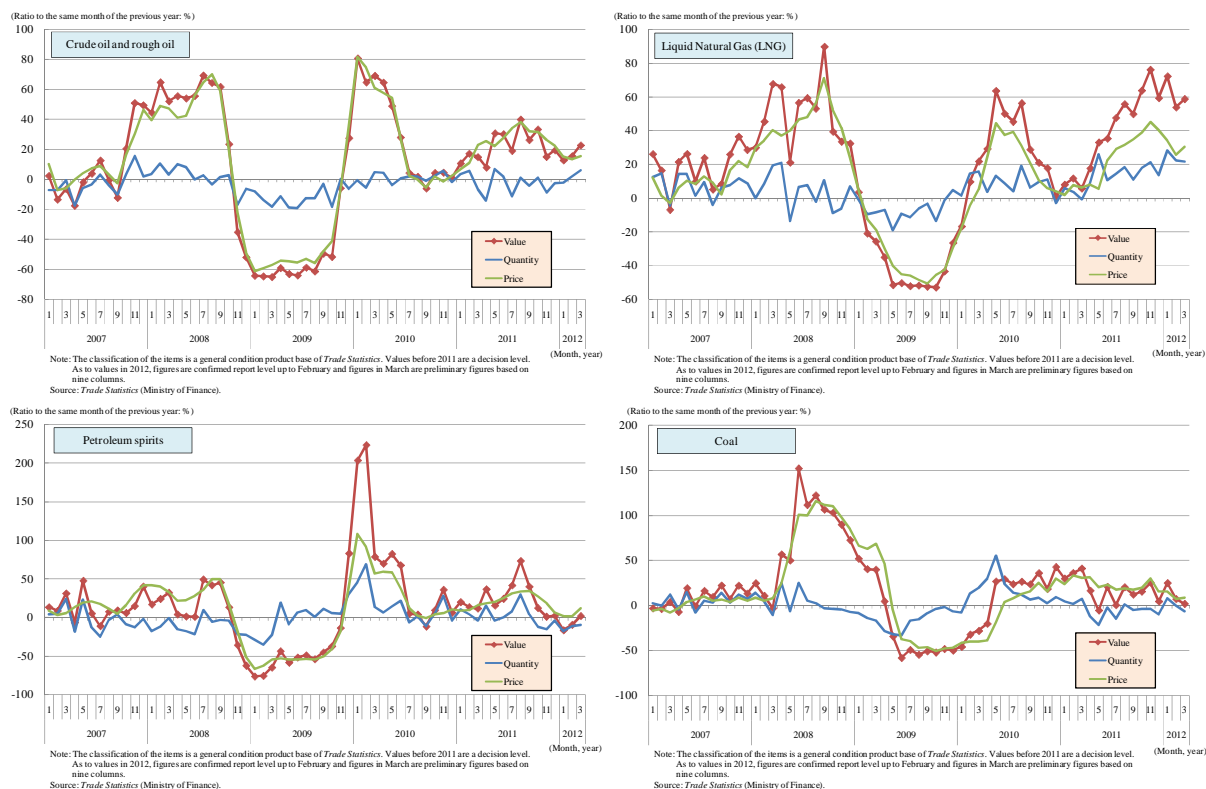 (Ratio to the same month of the previous year: %)
Crude oil and rough oil
100
80
60
40
20
0
-20
-40
-60
-80
Value
Quantity
Price
1 3 5 7 9 11 1 3 5 7 9 11 1 3 5 7 9 11 1 3 5 7 9 11 1 3 5 7 9 11 1 3
2007 2008 2009 2010 2011 2012
(Month, year)
Note: The classification of the items is a general condition product base of Trade Statistics. Values before 2011 are a decision level.
As to values in 2012, figures are confirmed report level up to February and figures in March are preliminary figures based on
nine columns.
Source: Trade Statistics (Ministry of Finance).
(Ratio to the same month of the previous year: %)
Liquid Natural Gas (LNG)
100
80
60
40
20
0
-20
-40
-60
Value
Quantity
Price
1 3 5 7 9 11 1 3 5 7 9 11 1 3 5 7 9 11 1 3 5 7 9 11 1 3 5 7 9 11 1 3
2007 2008 2009 2010 2011 2012
(Month, year)
Note: The classification of the items is a general condition product base of Trade Statistics. Values before 2011 are a decision level.
As to values in 2012, figures are confirmed report level up to February and figures in March are preliminary figures based on
nine columns.
Source: Trade Statistics (Ministry of Finance).
(Ratio to the same month of the previous year: %)
Petroleum spirits
250
200
150
100
50
0
-50
-100
Value
Quantity
Price
1 3 5 7 9 11 1 3 5 7 9 11 1 3 5 7 9 11 1 3 5 7 9 11 1 3 5 7 9 11 1 3
2007 2008 2009 2010 2011 2012
(Month, year)
Note: The classification of the items is a general condition product base of Trade Statistics. Values before 2011 are a decision level.
As to values in 2012, figures are confirmed report level up to February and figures in March are preliminary figures based on
nine columns.
Source: Trade Statistics (Ministry of Finance).
(Ratio to the same month of the previous year: %)
Coal
200
150
100
50
0
-50
-100
Value
Quantity
Price
1 3 5 7 9 11 1 3 5 7 9 11 1 3 5 7 9 11 1 3 5 7 9 11 1 3 5 7 9 11 1 3
2007 2008 2009 2010 2011 2012
(Month, year)
Note: The classification of the items is a general condition product base of Trade Statistics. Values before 2011 are a decision level.
As to values in 2012, figures are confirmed report level up to February and figures in March are preliminary figures based on
nine columns.
Source: Trade Statistics (Ministry of Finance).